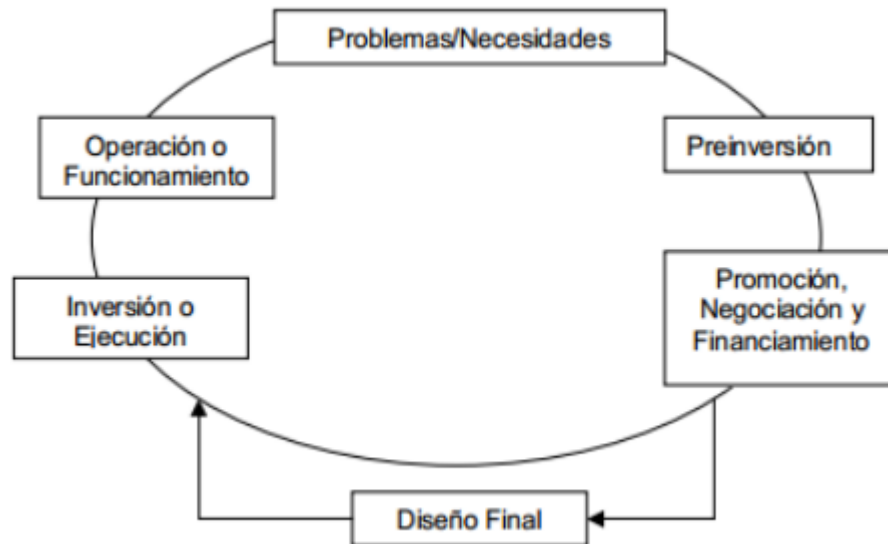 Problemas/Necesidades
Operación o
Funcionamiento
Preinversión
Inversión o
Ejecución
Promoción,
Negociación y
Financiamiento
Diseño Final